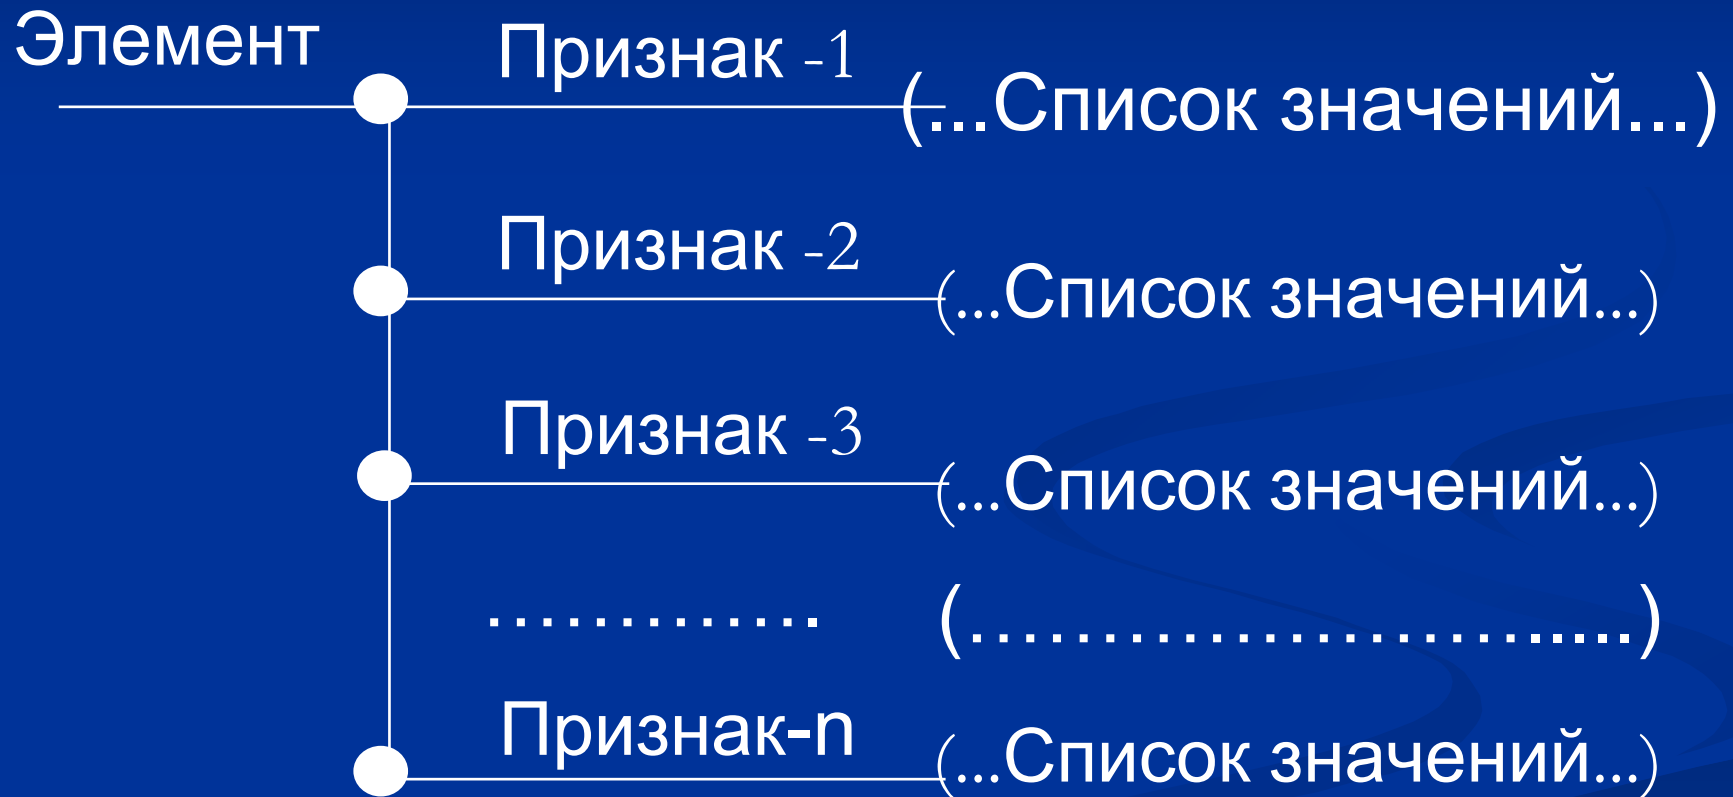 Элемент
Признак -1
(...Список значений...)
Признак -2
(...Список значений...)
Признак -3
(...Список значений...)
………….
(…………………….....)
Признак-n
(...Список значений...)